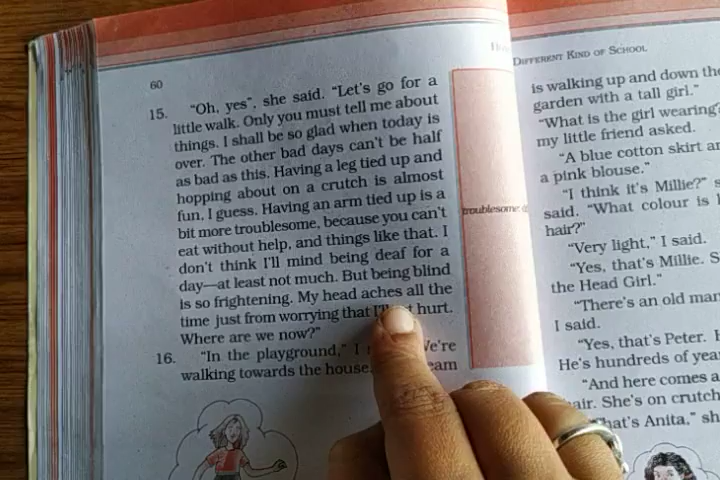 60
15. "Oh, yes", she said. "Let's go for a
little walk. Only you must tell me about
things. I shall be so glad when today is
over. The other bad days can't be half
as bad as this. Having a leg tied up and
hopping about on a crutch is almost
fun, I guess. Having an arm tied up is a
bit more troublesome, because you can't
eat without help, and things like that. I
don't think I'll mind being deaf for a
day—at least not much. But being blind
is so frightening. My head aches all the
time just from worrying that hurt.
Where are we now?"
16. "In the playground," I We're
walking towards the house.
troublesome:
DIFFERENT KIND OF SCHOOL
is walking up and down the
garden with a tall girl."
"What is the girl wearing?
my little friend asked.
"A blue cotton skirt
a pink blouse."
"I think it's Millie?"
said. "What colour is
hair?"
"Very light," I said.
"Yes, that's Millie.
the Head Girl."
"There's an old man
I said.
"Yes, that's Peter.
He's hundreds of
"And here comes a
She's on
Anita,"